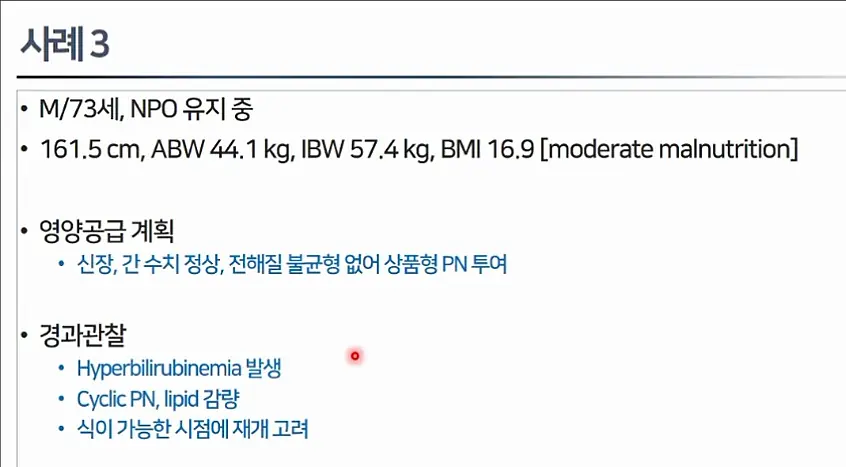 사례 3
• M/73세, NPO 유지 중
• 161.5 cm, ABW 44.1 kg, IBW 57.4 kg, BMI 16.9 [moderate malnutrition]
• 영양공급 계획
• 신장, 간 수치 정상, 전해질 불균형 없어 상품형 PN 투여
• 경과관찰
• Hyperbilirubinemia 발생
• Cyclic PN, lipid 감량
• 식이 가능한 시점에 재개 고려